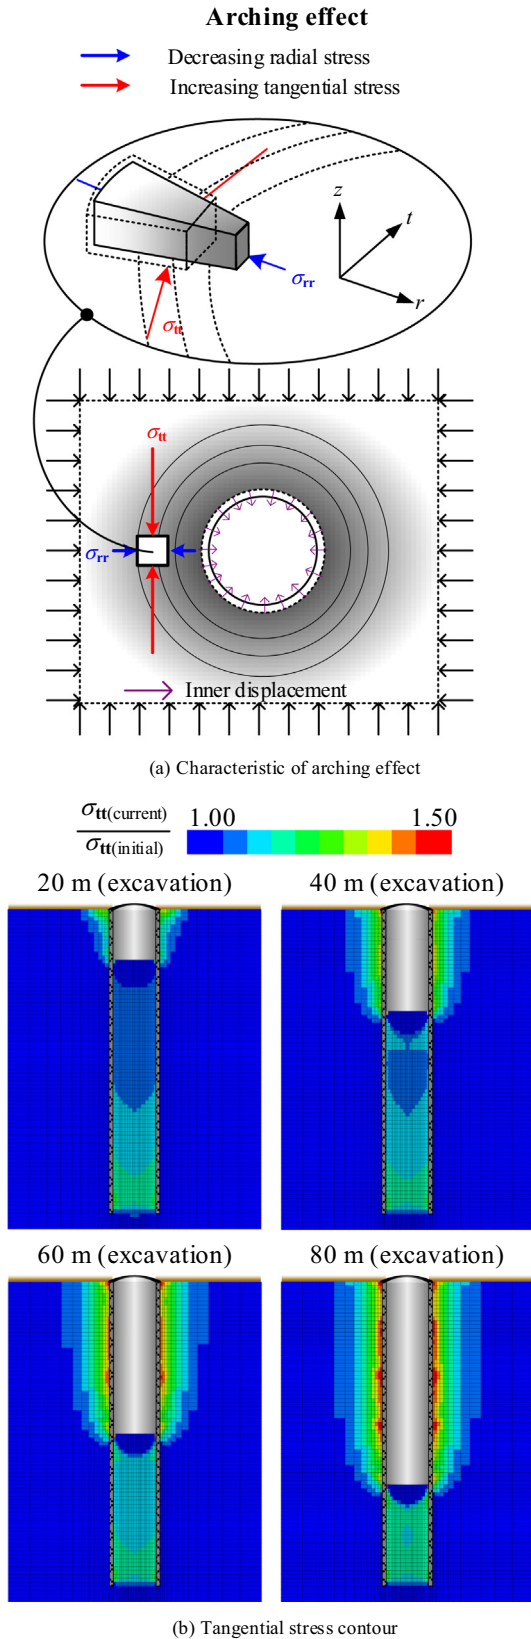 Arching effect
Decreasing radial stress
Increasing tangential stress
z
t
σrr
r
σtt
σtt
σrr
Inner displacement
(a) Characteristic of arching effect
σtt(current)
σtt(initial)
1.00 1.50
20 m (excavation) 40 m (excavation)
60 m (excavation) 80 m (excavation)
(b) Tangential stress contour